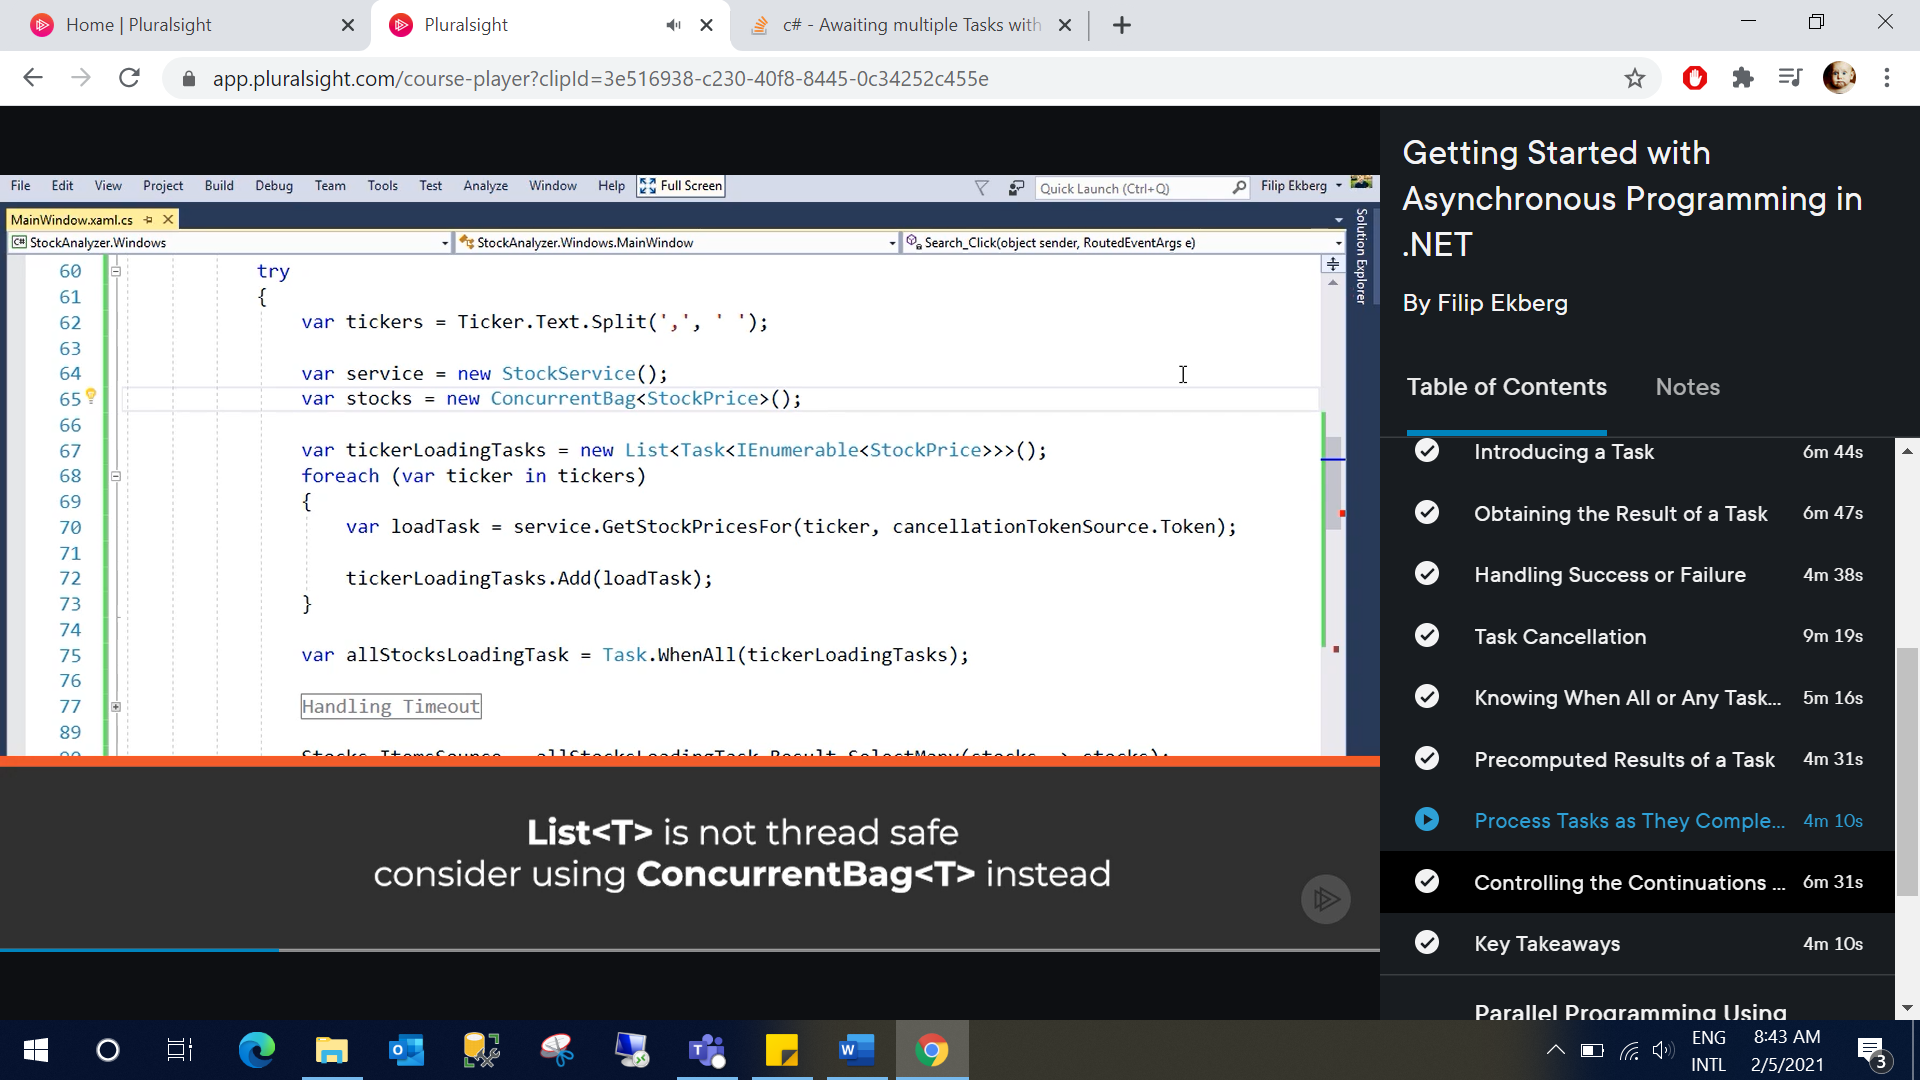 Home | Pluralsight
Pluralsight
c# - Awaiting multiple Tasks with
app.pluralsight.com/course-player?clipId=3e516938-c230-40f8-8445-0c34252c455e
File Edit View Project Build Debug Team Tools Test Analyze Window Help Full Screen
Quick Launch (Ctrl+Q)
Filip Ekberg
MainWindow.xaml.cs
C# StockAnalyzer.Windows
StockAnalyzer.Windows.MainWindow
Search_Click(object sender, RoutedEventArgs e)
Solution Explorer
60 try
61 {
62 var tickers = Ticker.Text.Split(',', ' ');
63
64 var service = new StockService();
65 var stocks = new ConcurrentBag<StockPrice>();
66
67 var tickerLoadingTasks = new List<Task<IEnumerable<StockPrice>>>();
68 foreach (var ticker in tickers)
69 {
70 var loadTask = service.GetStockPricesFor(ticker, cancellationTokenSource.Token);
71
72 tickerLoadingTasks.Add(loadTask);
73 }
74
75 var allStocksLoadingTask = Task.WhenAll(tickerLoadingTasks);
76
77 Handling Timeout
89
Stocks.ItemsSource = allStocksLoadingTask.Result.SelectMany(stocks => stocks);
List<T> is not thread safe
consider using ConcurrentBag<T> instead
Getting Started with
Asynchronous Programming in
.NET
By Filip Ekberg
Table of Contents
Notes
Introducing a Task 6m 44s
Obtaining the Result of a Task 6m 47s
Handling Success or Failure 4m 38s
Task Cancellation 9m 19s
Knowing When All or Any Task... 5m 16s
Precomputed Results of a Task 4m 31s
Process Tasks as They Comple... 4m 10s
Controlling the Continuations ... 6m 31s
Key Takeaways 4m 10s
Parallel Programming Using
ENG
INTL
8:43 AM
2/5/2021
3